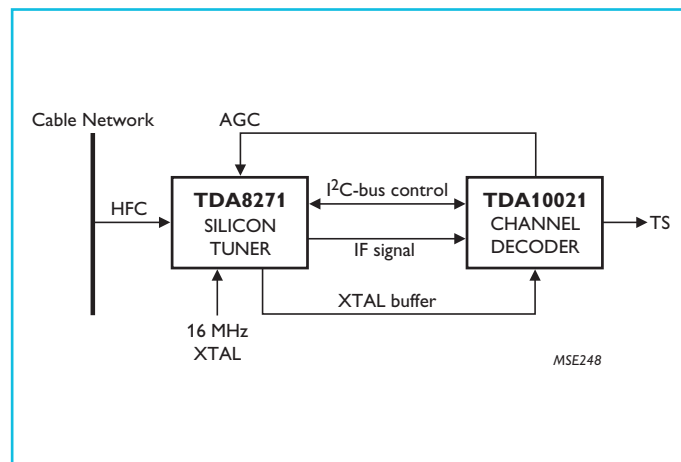 Cable Network
AGC
HFC
TDA8271
SILICON
TUNER
I²C-bus control
IF signal
TDA10021
CHANNEL
DECODER
TS
XTAL buffer
16 MHz
XTAL
MSE248